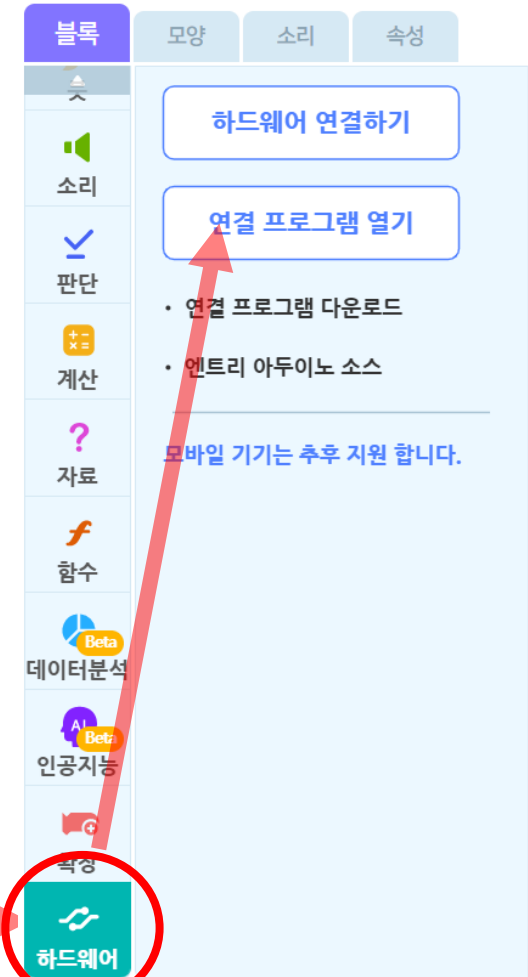 블록
모양
소리
속성
소리
판단
계산
자료
함수
Beta
데이터분석
AI
Beta
인공지능
확장
하드웨어
하드웨어 연결하기
연결 프로그램 열기
• 연결 프로그램 다운로드
• 엔트리 아두이노 소스
모바일 기기는 추후 지원 합니다.